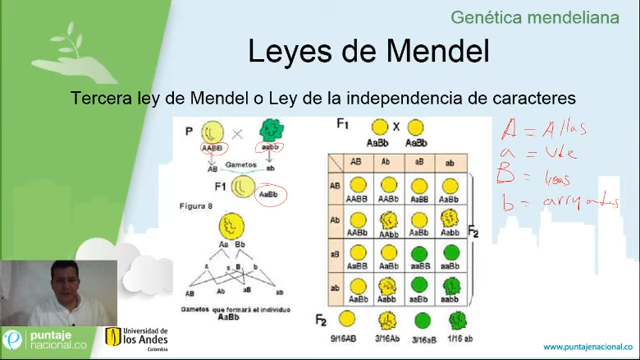 Genética mendeliana
Leyes de Mendel
Tercera ley de Mendel o Ley de la independencia de caracteres
P
X
AABB
aabb
Gametos
AB
ab
F1
AaBb
Figura 8
Aa Bb
AB Ab aB ab
Gametos que formará el individuo
AaBb
F1
X
AaBb AaBb
AB Ab aB ab
AB
AABB AABb AaBB AaBb
Ab
AABb AAbb AaBb Aabb
aB
AaBB AaBb aaBB aaBb
ab
AaBb Aabb aaBb aabb
F2
F2
9/16AB 3/16Ab 3/16aB 1/16 ab
A =
a =
B =
b =
puntaje
nacional.co
Universidad de
los Andes
Colombia
www.puntajenacional.co